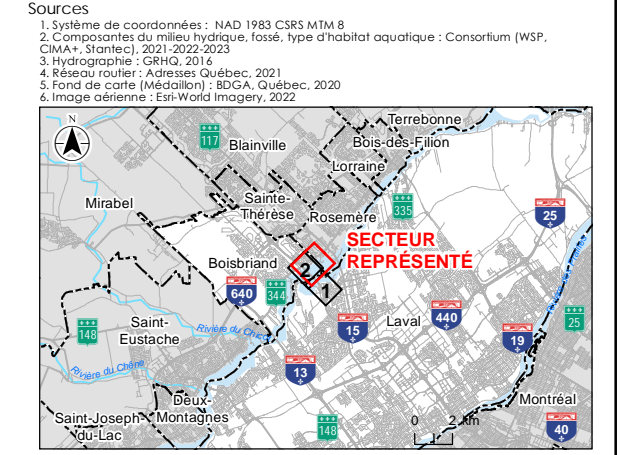 Sources
1. Système de coordonnées : NAD 1983 CSRS MTM 8
2. Composantes du milieu hydrique, fossé, type d'habitat aquatique : Consortium (WSP,
CIMA+, Stantec), 2021-2022-2023
3. Hydrographie : GRHQ, 2016
4. Réseau routier : Adresses Québec, 2021
5. Fond de carte (Médaillon) : BDGA, Québec, 2020
6. Image aérienne : Esri-World Imagery, 2022
N
Terrebonne
117
Blainville
Bois-des-Filion
Lorraine
Mirabel
Sainte-
Thérèse
Rosemère
335
25
SECTEUR
REPRÉSENTÉ
Boisbriand
2
1
640
344
Saint-
Eustache
148
Rivière du
15
Laval
440
19
25
Rivière du Chêne
13
Deux-
Montagnes
Saint-Joseph-
du-Lac
148
0 2 km
Montréal
40